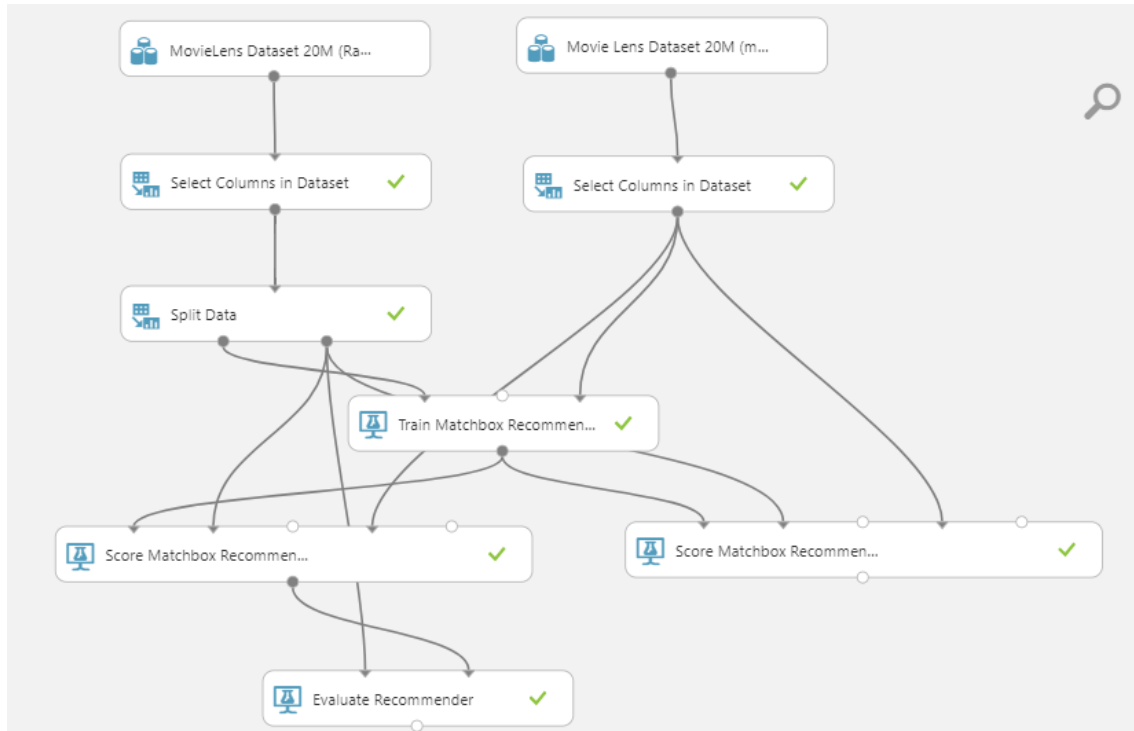 MovieLens Dataset 20M (Ra...
Movie Lens Dataset 20M (m...
Select Columns in Dataset
Select Columns in Dataset
Split Data
Train Matchbox Recommen...
Score Matchbox Recommen...
Score Matchbox Recommen...
Evaluate Recommender